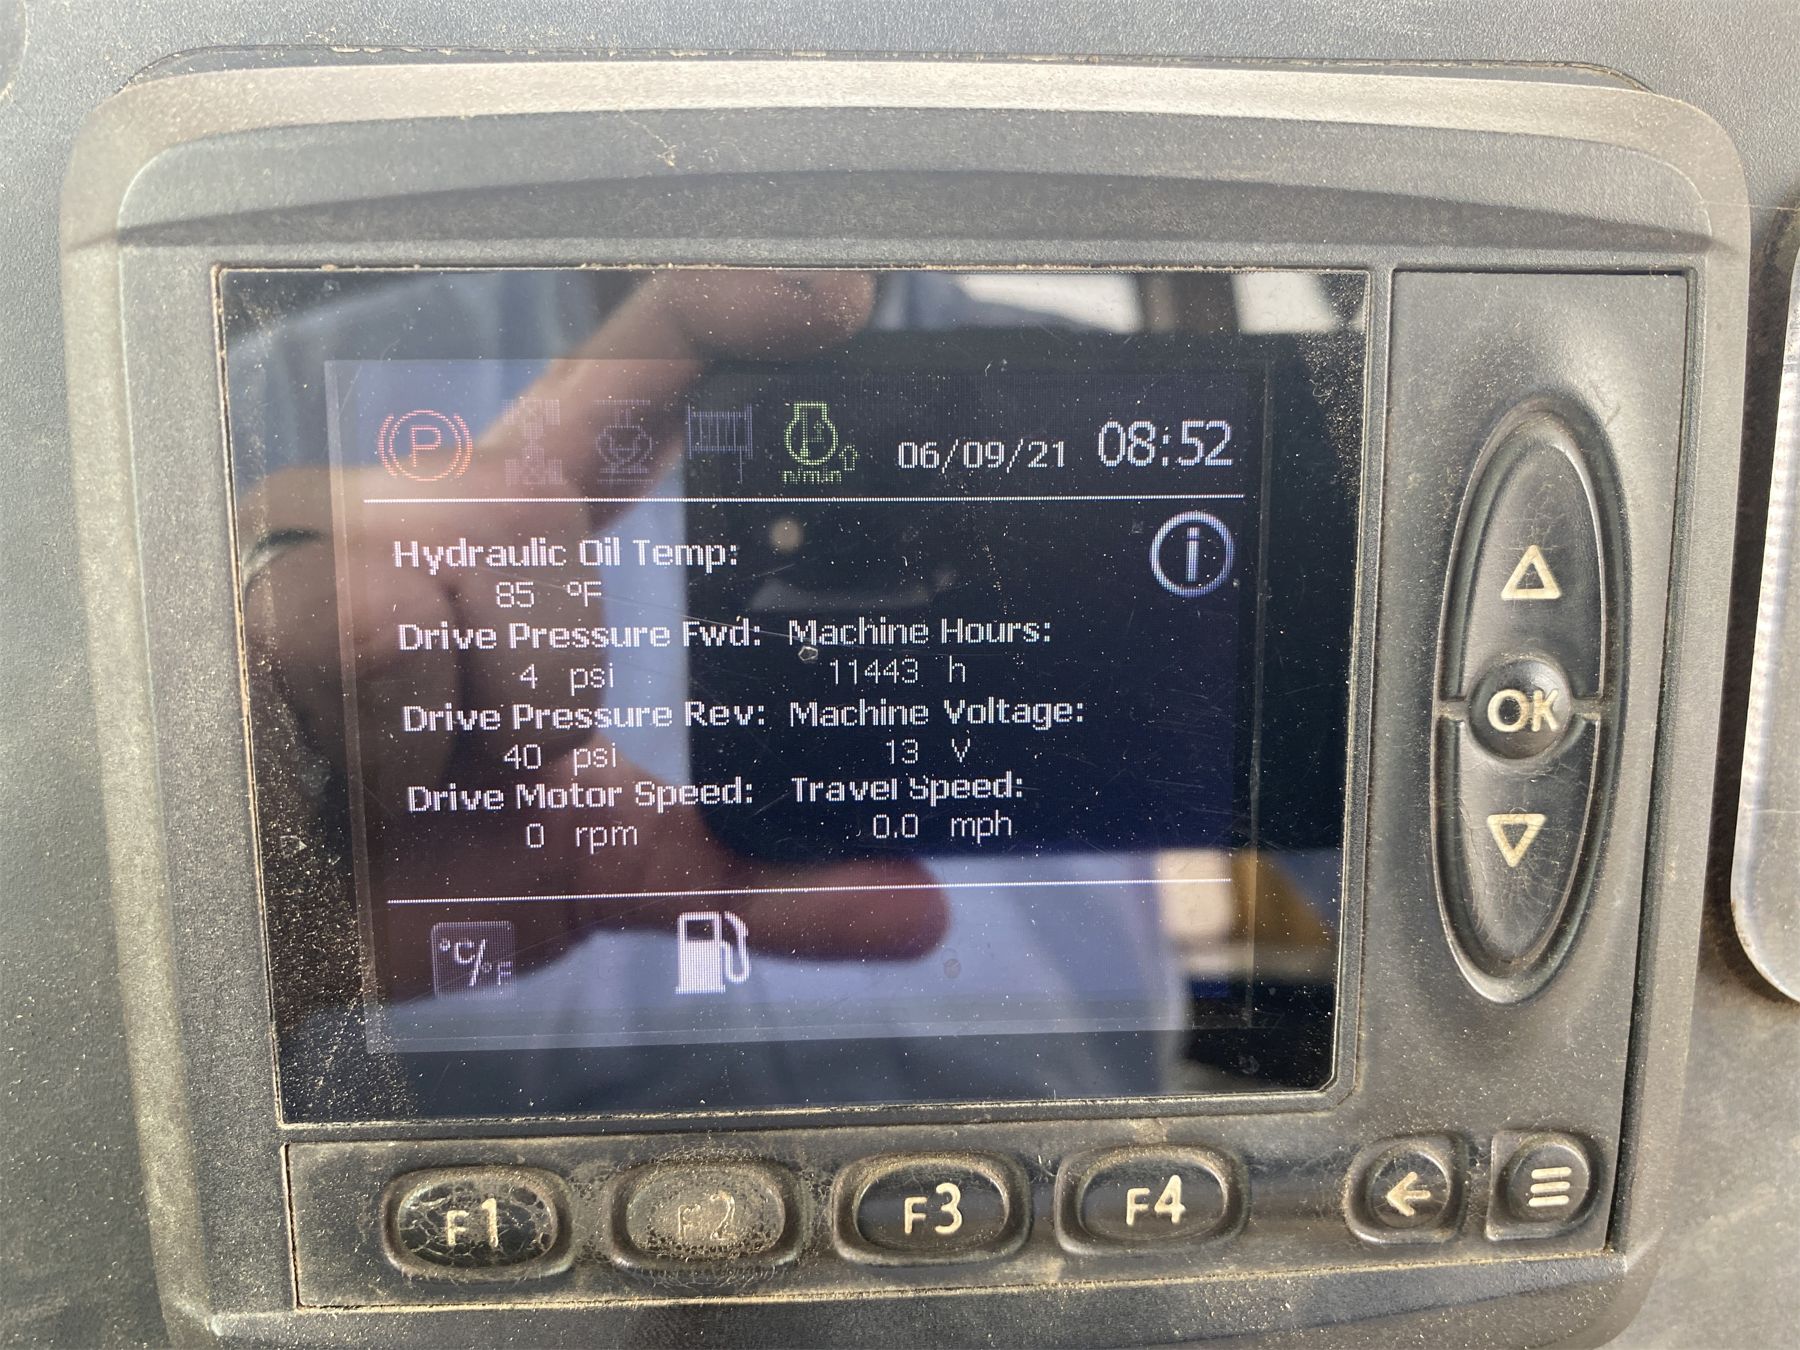 P
n/min 0
06/09/21 08:52
i
Hydraulic Oil Temp:
85 °F
Drive Pressure Fwd: Machine Hours:
4 psi 11443 h
Drive Pressure Rev: Machine Voltage:
40 psi 13 V
Drive Motor Speed: Travel Speed:
0 rpm 0.0 mph
°C/°F
OK
F1 F2 F3 F4